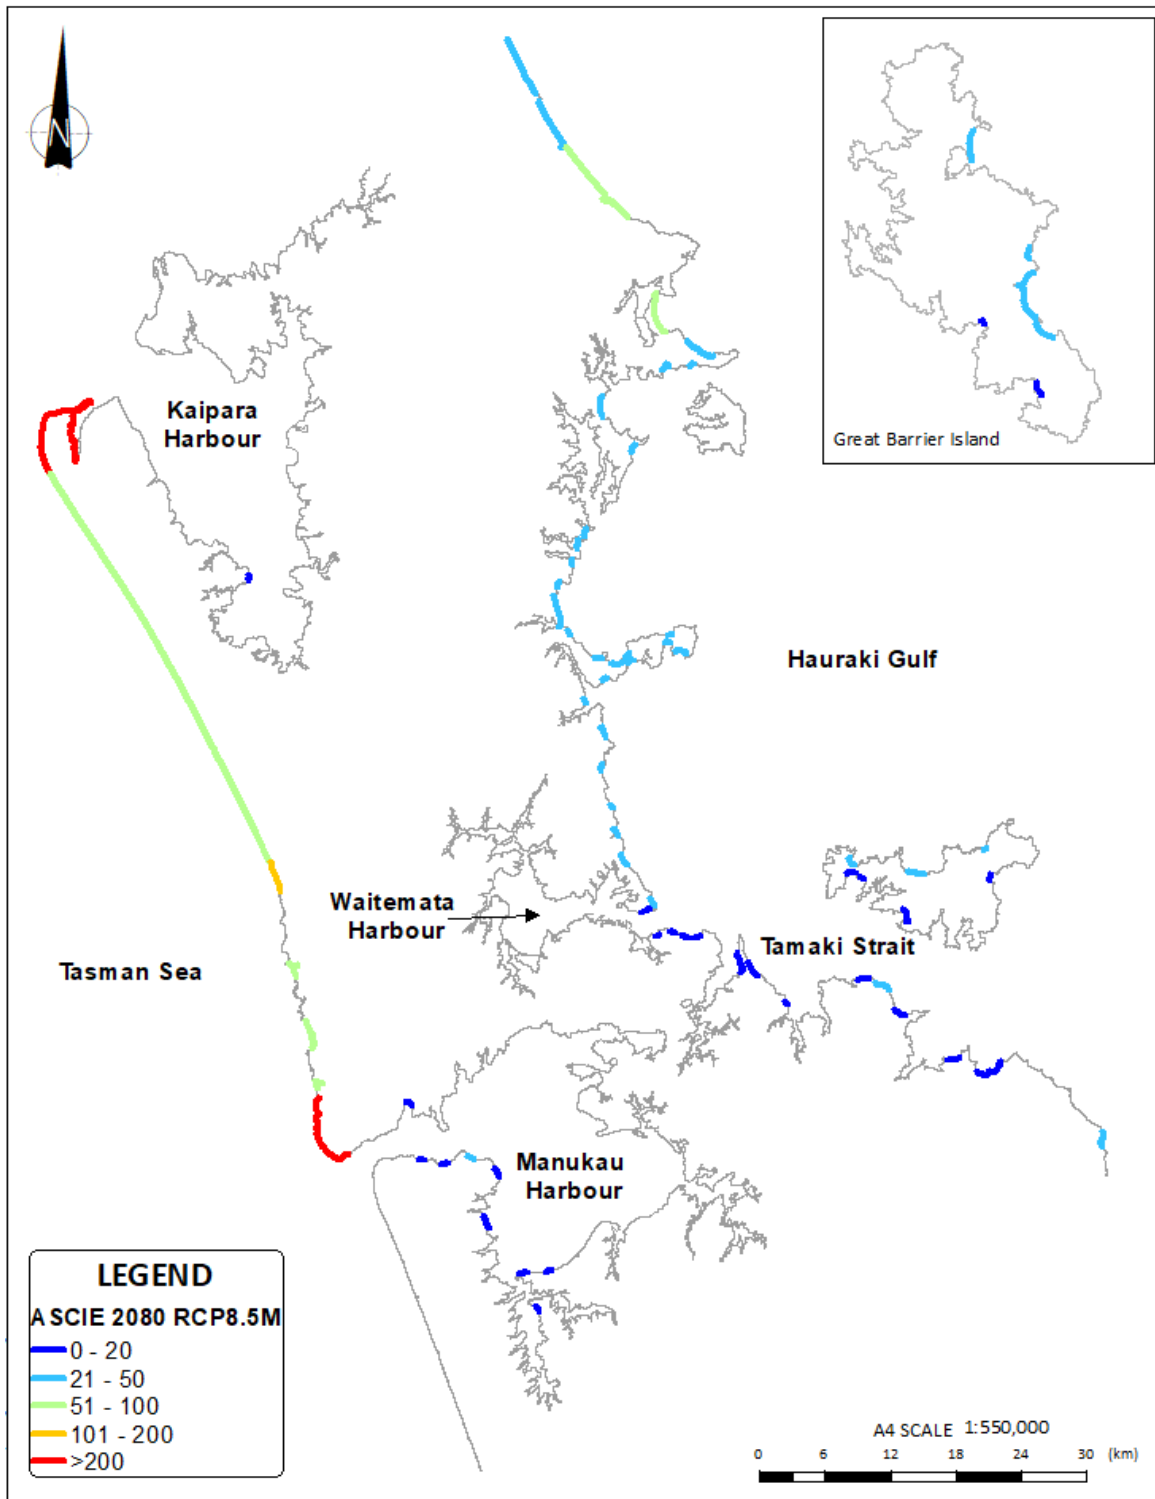 N
Great Barrier Island
Kaipara
Harbour
Hauraki Gulf
Waitemata
Harbour
Tamaki Strait
Tasman Sea
Manukau
Harbour
LEGEND
ASCIE 2080 RCP8.5M
0 - 20
21 - 50
51 - 100
101 - 200
>200
A4 SCALE 1:550,000
0 6 12 18 24 30 (km)